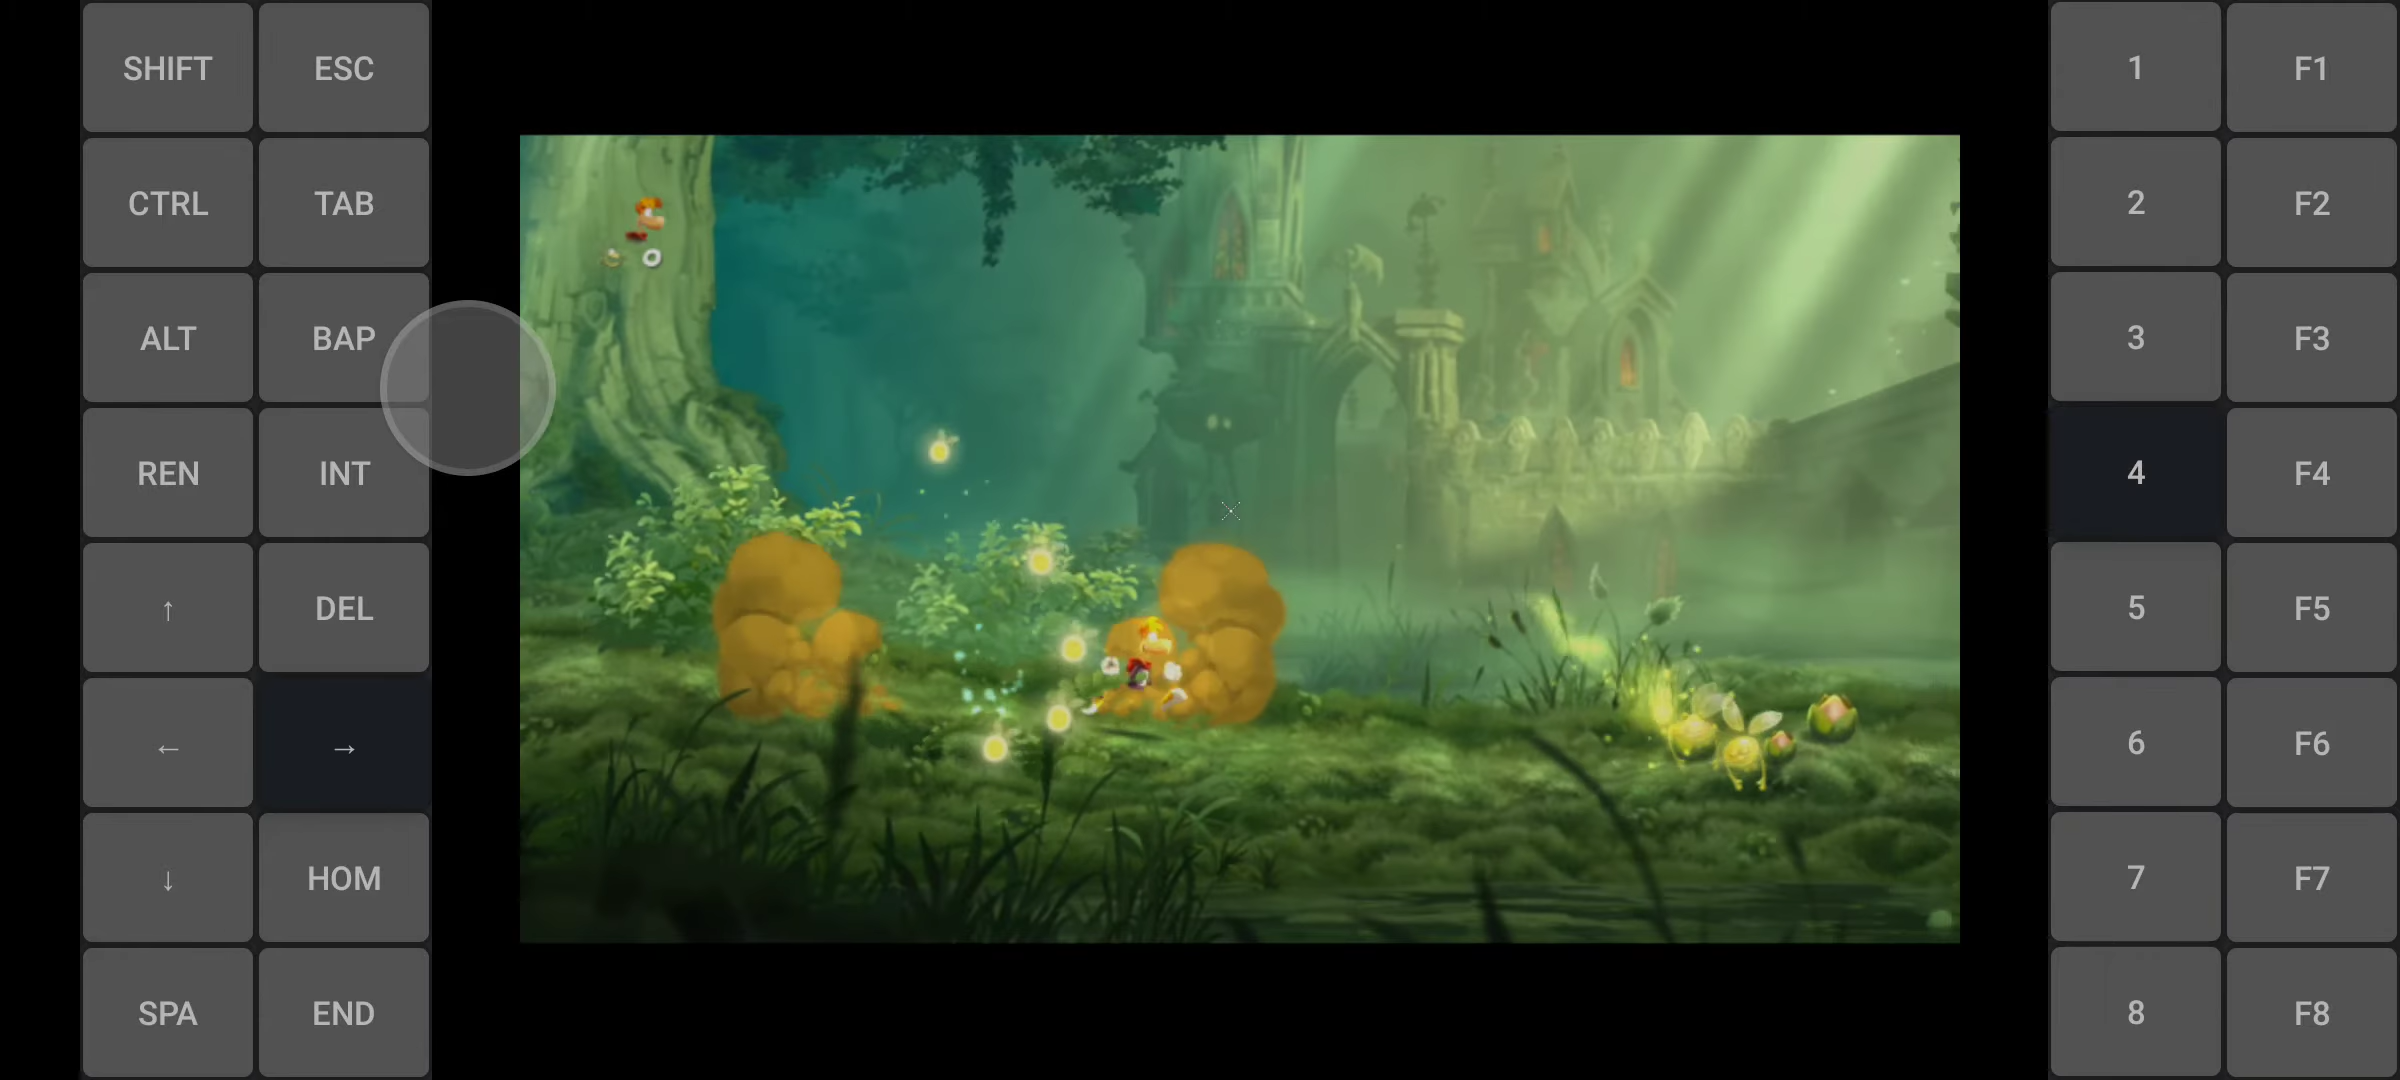 SHIFT ESC
CTRL TAB
ALT BAP
REN INT
↑ DEL
← →
↓ HOM
SPA END
0
1 F1
2 F2
3 F3
4 F4
5 F5
6 F6
7 F7
8 F8